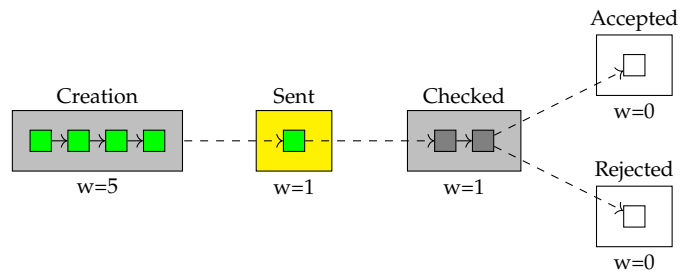 Accepted
w=0
Creation
Sent
Checked
w=5
w=1
w=1
Rejected
w=0